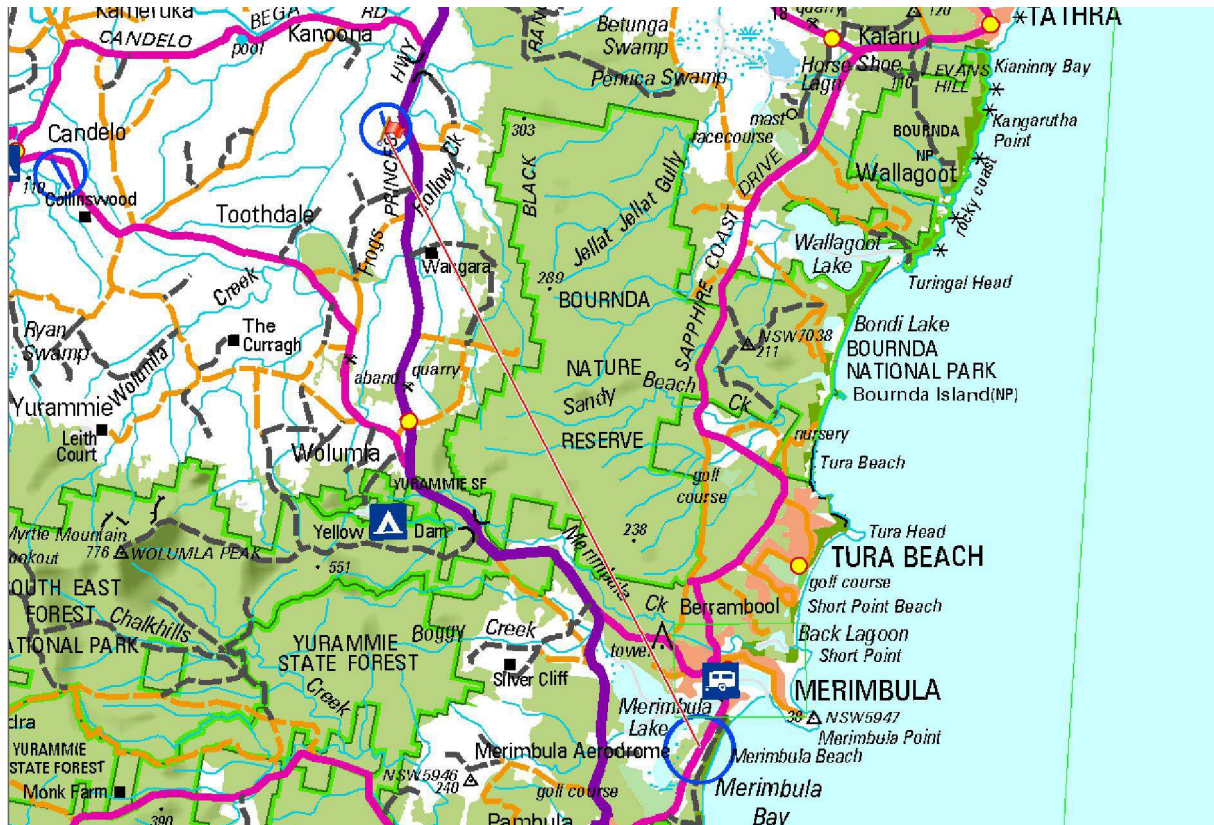 Kameruka
BEGA RD
CANDELO
pool
Kanoona
HWY
RAN
Betunga
Swamp
18
quarry
120
Kalaru
TATHRA
Penuca Swamp
Horse Shoe
Lagn
110
EVANS
HILL
Kianinny Bay
303
mast
racecourse
BOURNDA
NP
Kangarutha
Point
Candelo
119
Collinswood
PRINCES
Hollow Ck
BLACK
DRIVE
Wallagoot
rocky coast
Toothdale
Frogs
Wangara
Jellat Jellat Gully
COAST
Wallagoot
Lake
Turingal Head
289
BOURNDA
Creek
Ryan
Swamp
The
Curragh
Wolumla
SAPPHIRE
NSW7038
211
Bondi Lake
BOURNDA
NATIONAL PARK
Bournda Island(NP)
aband quarry
NATURE
Sandy Beach Ck
Yurammie
Leith
Court
RESERVE
nursery
Wolumla
golf
course
Tura Beach
YURAMMIE SF
Myrtle Mountain
ookout
776
WOLUMLA PEAK
Yellow Dam
551
Merimbula
Ck
238
Tura Head
TURA BEACH
golf course
Short Point Beach
OUTH EAST
FOREST
ATIONAL PARK
Chalkhills
Creek
YURAMMIE
STATE FOREST
Boggy Creek
Berrambool
Back Lagoon
Short Point
tower
Silver Cliff
MERIMBULA
Merimbula
Lake
38
NSW5947
Merimbula Point
dra
YURAMMIE
STATE FOREST
Merimbula Aerodrome
Merimbula Beach
Monk Farm
NSW5946
240
golf course
Merimbula
Bay
390
Pambula